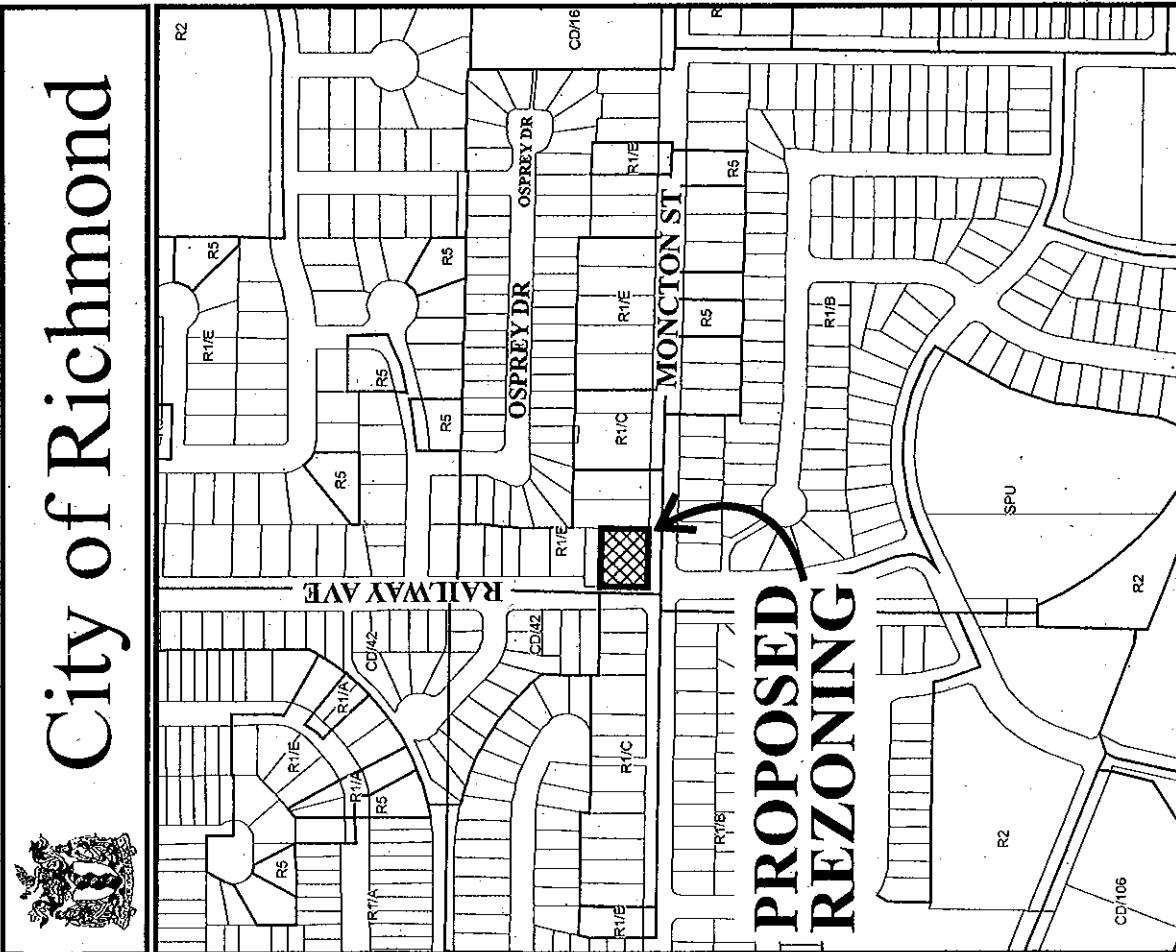 City of Richmond
R2
CD/16
R
R5
R1/E
R5
OSPREY DR
R1/E
R5
R5
OSPREY DR
R1/E
MONCTON ST
R5
R5
R1/B
R5
R5
R1/C
R1/E
SPU
RAILWAY AVE
R2
CD/42
CD/42
R1/A
R1/E
R1/A
R5
R1/C
R1/B
R5
R1/A
R1/E
R2
CD/106
PROPOSED
REZONING